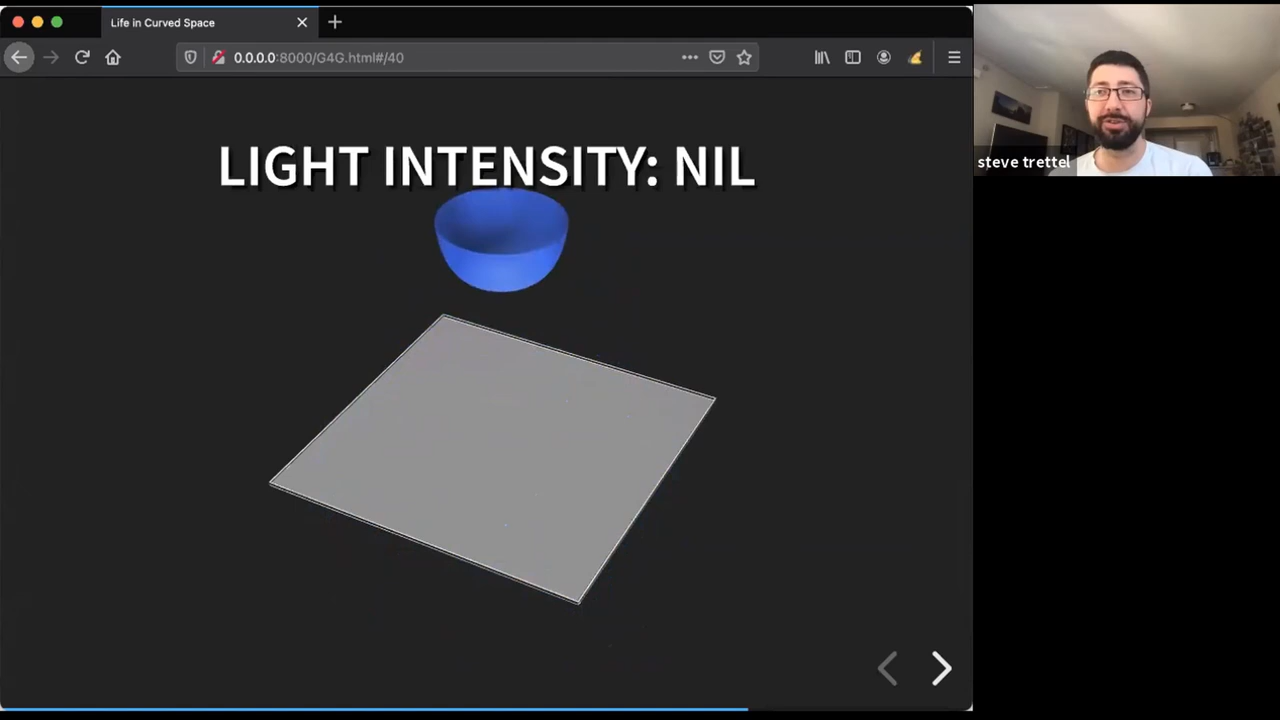 Life in Curved Space
0.0.0.0:8000/G4G.html#/40
LIGHT INTENSITY: NIL
steve trettel